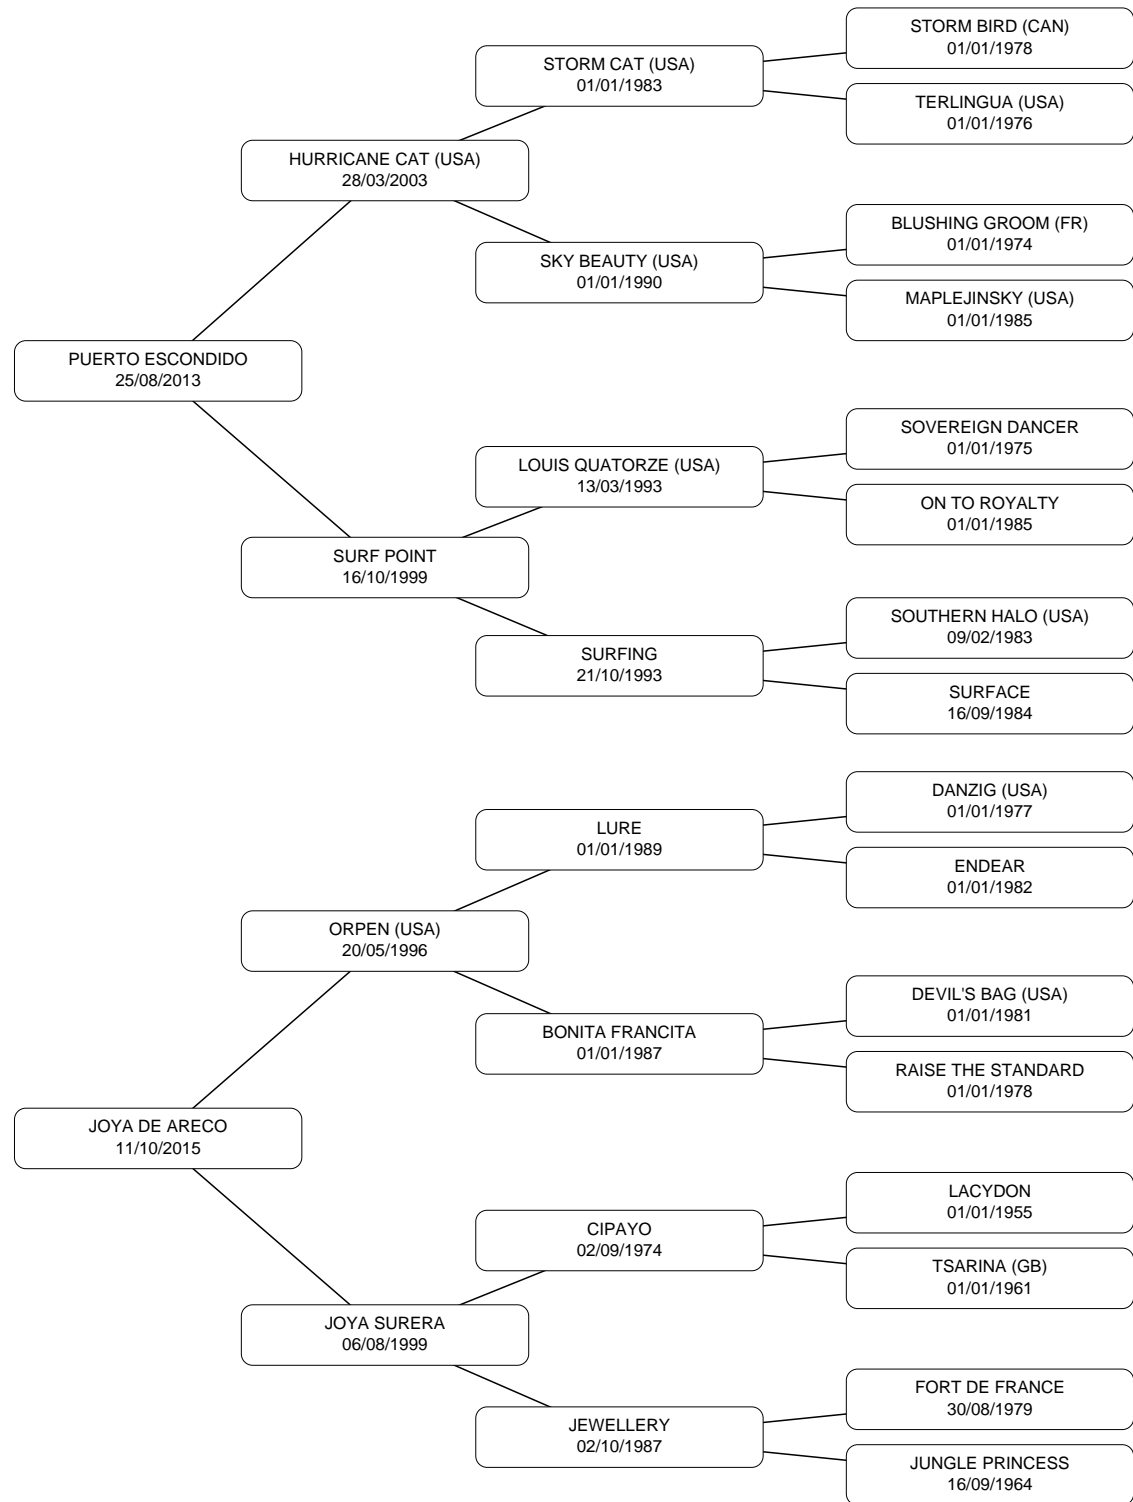 STORM BIRD (CAN)
01/01/1978
STORM CAT (USA)
01/01/1983
TERLINGUA (USA)
01/01/1976
HURRICANE CAT (USA)
28/03/2003
BLUSHING GROOM (FR)
01/01/1974
SKY BEAUTY (USA)
01/01/1990
MAPLEJINSKY (USA)
01/01/1985
PUERTO ESCONDIDO
25/08/2013
SOVEREIGN DANCER
01/01/1975
LOUIS QUATORZE (USA)
13/03/1993
ON TO ROYALTY
01/01/1985
SURF POINT
16/10/1999
SOUTHERN HALO (USA)
09/02/1983
SURFING
21/10/1993
SURFACE
16/09/1984
DANZIG (USA)
01/01/1977
LURE
01/01/1989
ENDEAR
01/01/1982
ORPEN (USA)
20/05/1996
DEVIL'S BAG (USA)
01/01/1981
BONITA FRANCITA
01/01/1987
RAISE THE STANDARD
01/01/1978
JOYA DE ARECO
11/10/2015
LACYDON
01/01/1955
CIPAYO
02/09/1974
TSARINA (GB)
01/01/1961
JOYA SURERA
06/08/1999
FORT DE FRANCE
30/08/1979
JEWELLERY
02/10/1987
JUNGLE PRINCESS
16/09/1964